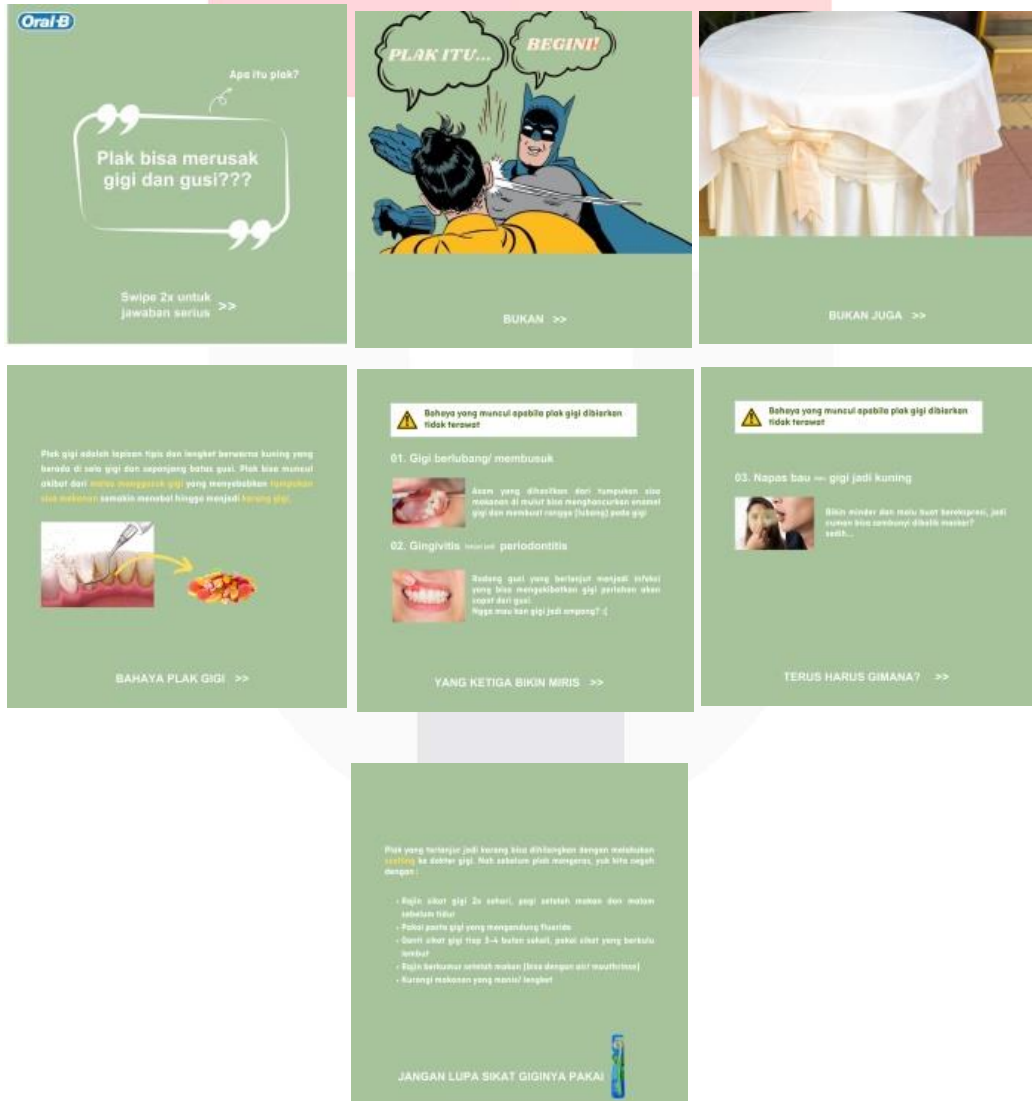 Oral-B
Apa itu plak?
Plak bisa merusak
gigi dan gusi???
Swipe 2x untuk
jawaban serius >>
PLAK ITU...
BEGINI!
BUKAN >>
BUKAN JUGA >>
Plak gigi adalah lapisan tipis dan lengket berwarna kuning yang
berada di sela gigi dan sepanjang batas gusi. Plak bisa muncul
akibat dari malas menggosok gigi yang menyebabkan tumpukan
sisa makanan semakin menebal hingga menjadi karang gigi.
BAHAYA PLAK GIGI >>
Bahaya yang muncul apabila plak gigi dibiarkan
tidak terawat
01. Gigi berlubang/ membusuk
Asam yang dihasilkan dari tumpukan sisa
makanan di mulut bisa menghancurkan enamel
gigi dan membuat rongga (lubang) pada gigi
02. Gingivitis periodontitis
Radang gusi yang berlanjut menjadi infeksi
yang bisa mengakibatkan gigi perlahan akan
copot dari gusi
Ngga mau kan gigi jadi ompong? :(
YANG KETIGA BIKIN MIRIS >>
Bahaya yang muncul apabila plak gigi dibiarkan
tidak terawat
03. Napas bau gigi jadi kuning
Bikin minder dan malu buat berekspresi, jadi
cuman bisa sembunyi dibalik masker?
sedih...
TERUS HARUS GIMANA? >>
Plak yang terlanjur jadi karang bisa dihilangkan dengan melakukan
scalling ke dokter gigi. Nah sebelum plak mengeras, yuk kita cegah
dengan :
• Rajin sikat gigi 2x sehari, pagi setelah makan dan malam
sebelum tidur
• Pakai pasta gigi yang mengandung fluoride
• Ganti sikat gigi tiap 3-4 bulan sekali, pakai sikat yang berbulu
lembut
• Rajin berkumur setelah makan (bisa dengan air/ mouthrinse)
• Kurangi makanan yang manis/ lengket
JANGAN LUPA SIKAT GIGINYA PAKAI